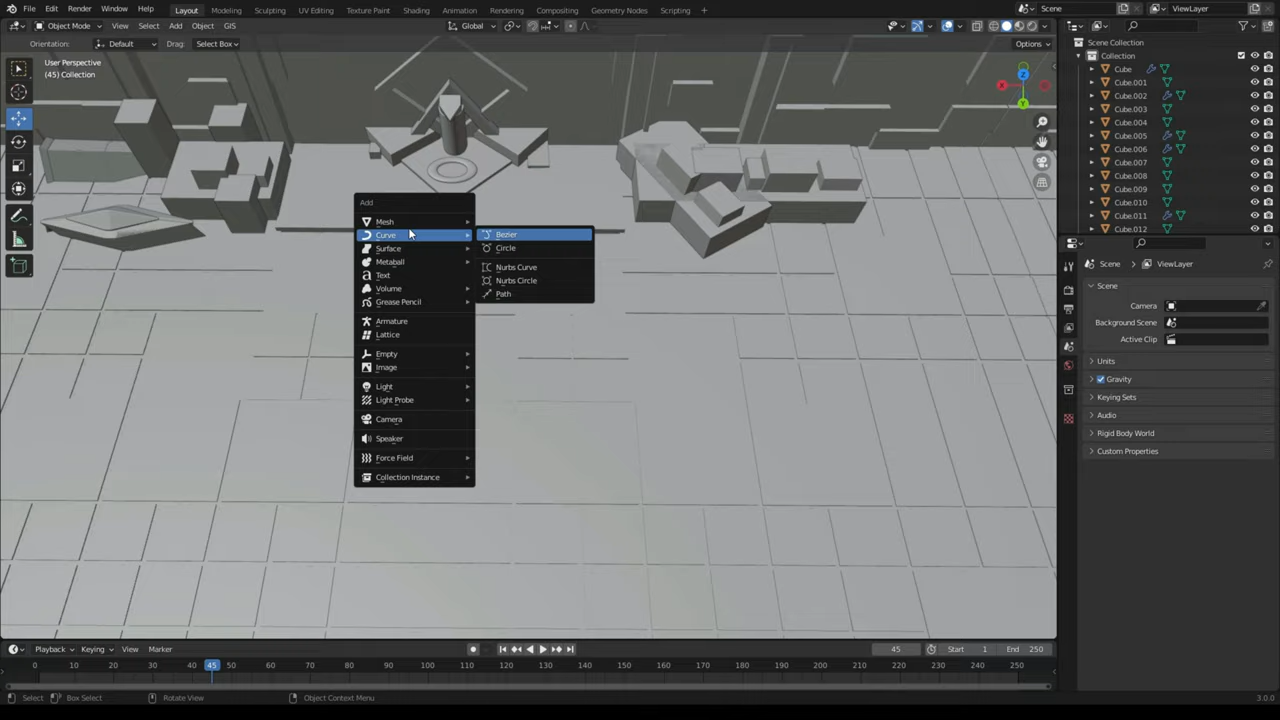 File Edit Render Window Help Layout Modeling Sculpting UV Editing Texture Paint Shading Animation Rendering Compositing Geometry Nodes Scripting + Scene ViewLayer
Object Mode View Select Add Object GIS Global
Orientation: Default Drag: Select Box Options
User Perspective
(45) Collection
Scene Collection
Collection
Cube
Cube.001
Cube.002
Cube.003
Cube.004
Cube.005
Cube.006
Cube.007
Cube.008
Cube.009
Cube.010
Cube.011
Cube.012
Add
Mesh
Curve
Surface
Metaball
Text
Volume
Grease Pencil
Armature
Lattice
Empty
Image
Light
Light Probe
Camera
Speaker
Force Field
Collection Instance
Bezier
Circle
Nurbs Curve
Nurbs Circle
Path
Scene ViewLayer
Scene
Camera
Background Scene
Active Clip
Units
Gravity
Keying Sets
Audio
Rigid Body World
Custom Properties
Playback Keying View Marker 45 Start 1 End 250
0 10 20 30 40 45 50 60 70 80 90 100 110 120 130 140 150 160 170 180 190 200 210 220 230 240 250
Select Box Select Rotate View Object Context Menu 3.0.0
X
Y
Z